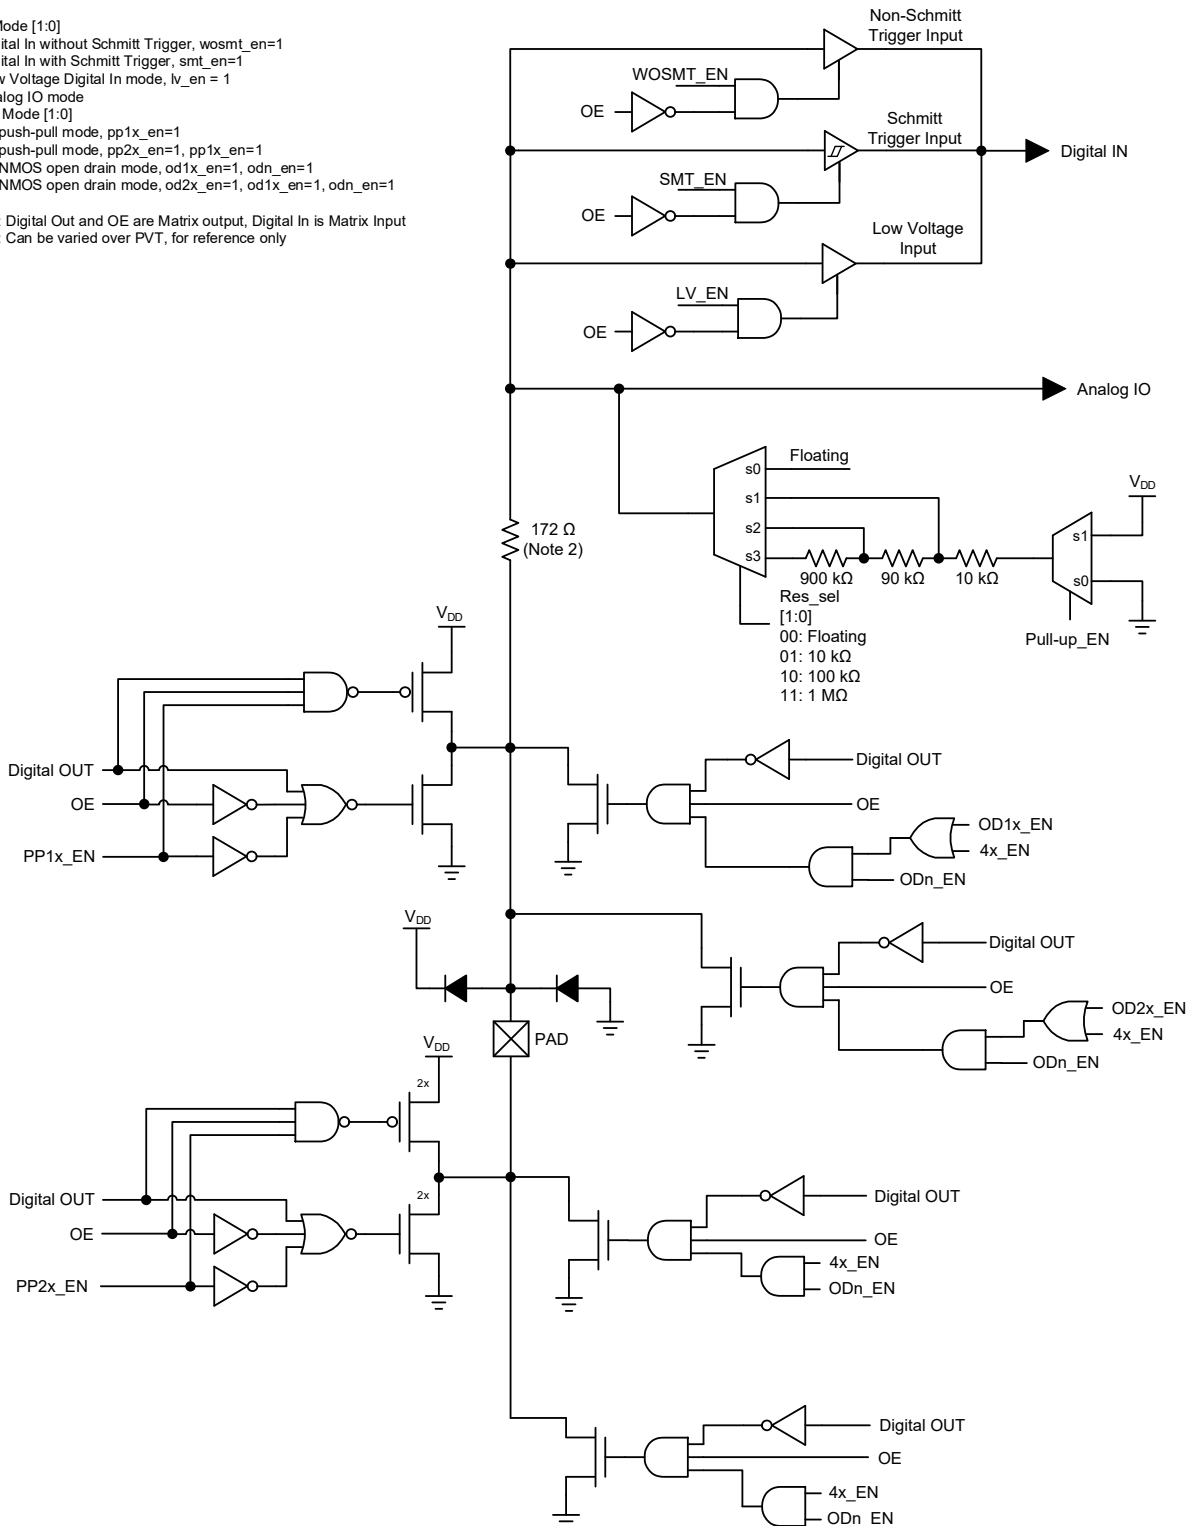 Mode [1:0]
ital In without Schmitt Trigger, wosmt_en=1
ital In with Schmitt Trigger, smt_en=1
w Voltage Digital In mode, lv_en = 1
alog IO mode
Mode [1:0]
push-pull mode, pp1x_en=1
push-pull mode, pp2x_en=1, pp1x_en=1
NMOS open drain mode, od1x_en=1, odn_en=1
NMOS open drain mode, od2x_en=1, od1x_en=1, odn_en=1
: Digital Out and OE are Matrix output, Digital In is Matrix Input
: Can be varied over PVT, for reference only
Non-Schmitt
Trigger Input
WOSMT_EN
OE
Schmitt
Trigger Input
Digital IN
SMT_EN
OE
Low Voltage
Input
LV_EN
OE
Analog IO
Floating
s0
s1
s2
s3
VDD
s1
s0
172 Ω
(Note 2)
900 kΩ
90 kΩ
10 kΩ
Res_sel
[1:0]
00: Floating
01: 10 kΩ
10: 100 kΩ
11: 1 MΩ
Pull-up_EN
VDD
Digital OUT
OE
PP1x_EN
Digital OUT
OE
OD1x_EN
4x_EN
ODn_EN
VDD
Digital OUT
OE
OD2x_EN
4x_EN
ODn_EN
PAD
VDD
2x
2x
Digital OUT
OE
PP2x_EN
Digital OUT
OE
4x_EN
ODn_EN
Digital OUT
OE
4x_EN
ODn_EN